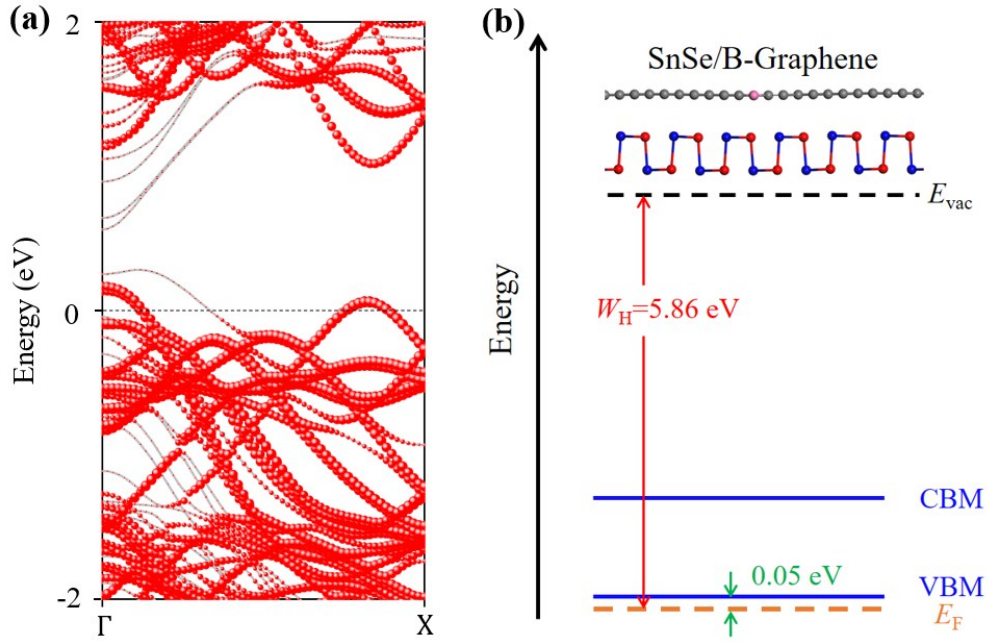 (a)
2
0
-2
Energy (eV)
Γ
X
(b)
Energy
SnSe/B-Graphene
E_vac
W_H=5.86 eV
CBM
0.05 eV
VBM
E_F